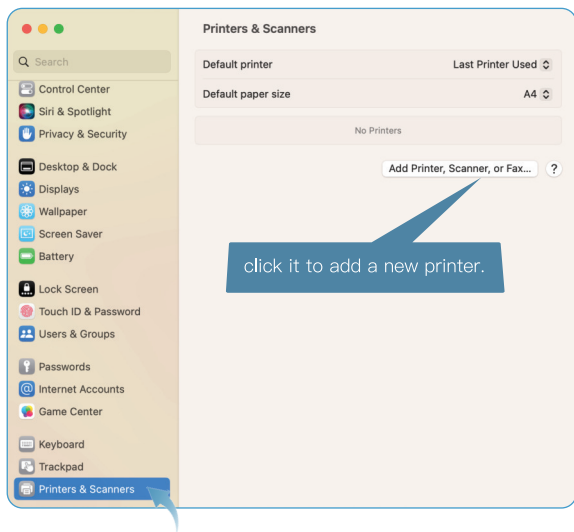 Printers & Scanners
Search
Control Center
Siri & Spotlight
Privacy & Security
Desktop & Dock
Displays
Wallpaper
Screen Saver
Battery
Lock Screen
Touch ID & Password
Users & Groups
Passwords
Internet Accounts
Game Center
Keyboard
Trackpad
Printers & Scanners
Default printer Last Printer Used
Default paper size A4
No Printers
Add Printer, Scanner, or Fax... ?
click it to add a new printer.